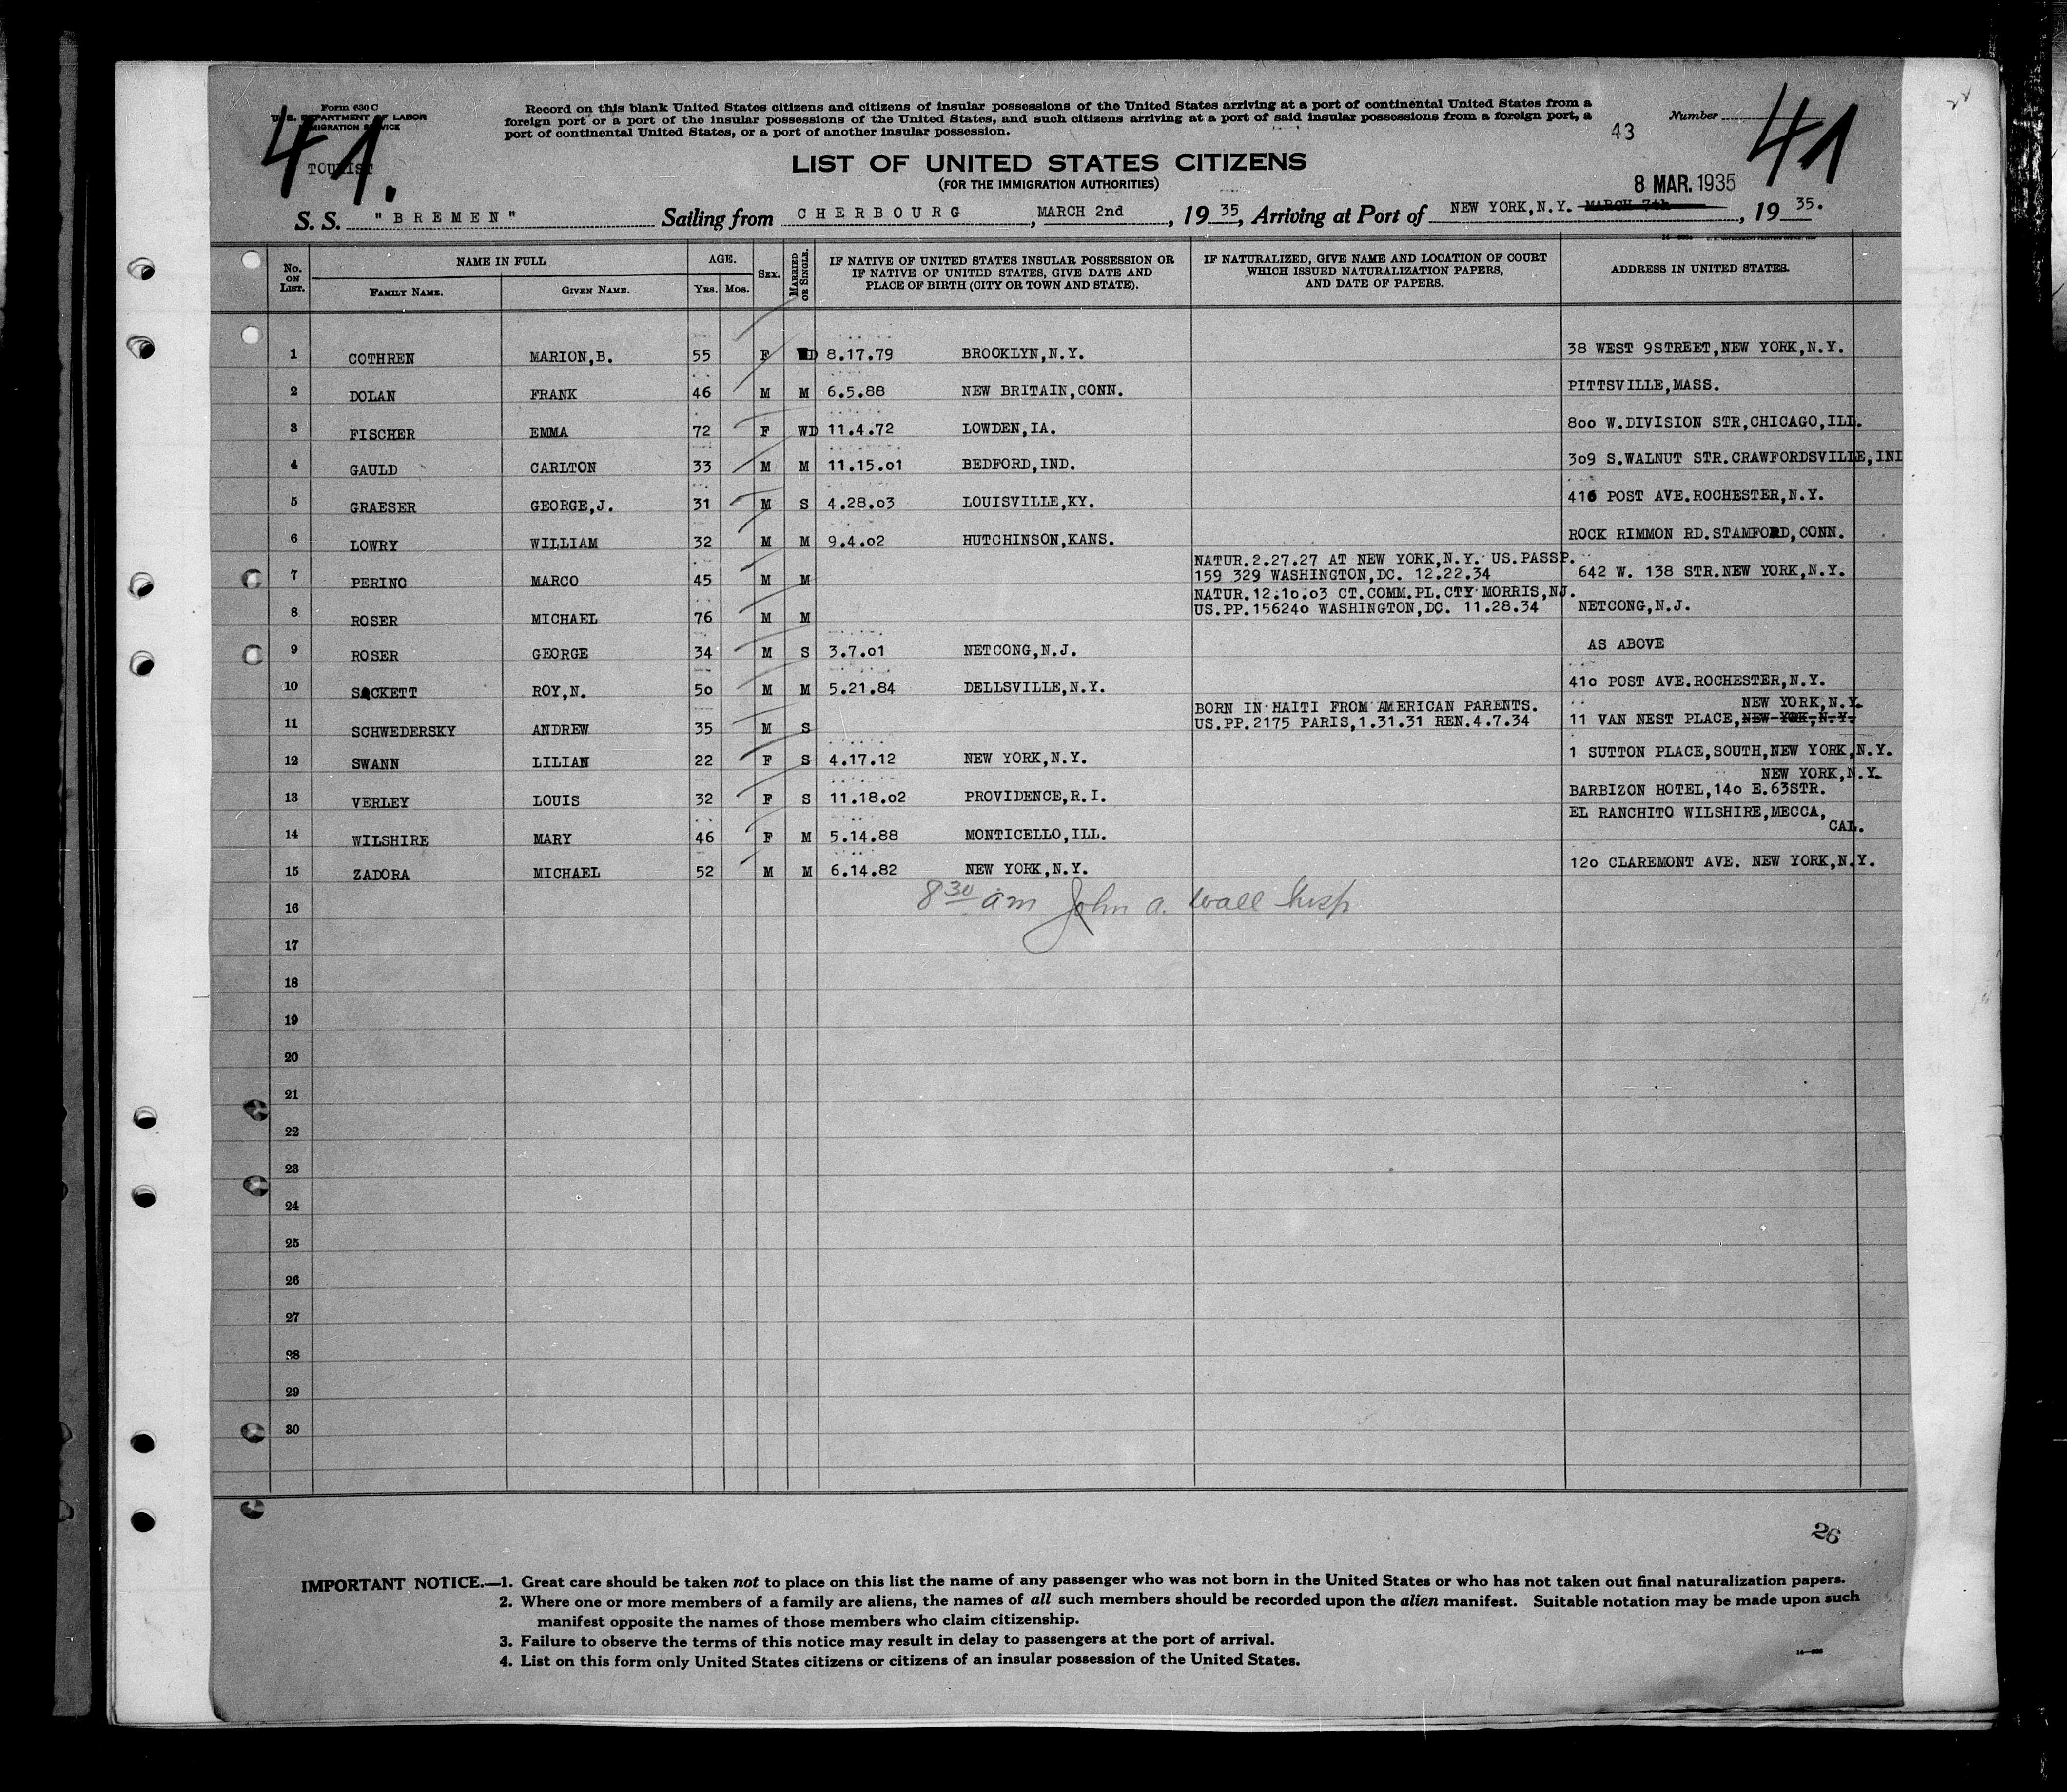 Form 630 C
U. S. DEPARTMENT OF LABOR
IMMIGRATION SERVICE
TOURIST
41.
Record on this blank United States citizens and citizens of insular possessions of the United States arriving at a port of continental United States from a
foreign port or a port of the insular possessions of the United States, and such citizens arriving at a port of said insular possessions from a foreign port, a
port of continental United States, or a port of another insular possession.
43
Number
41
LIST OF UNITED STATES CITIZENS
(FOR THE IMMIGRATION AUTHORITIES)
8 MAR. 1935
S. S. "BREMEN" Sailing from CHERBOURG, MARCH 2nd, 1935, Arriving at Port of NEW YORK,N.Y. MARCH 7th, 1935.
No. ON LIST. NAME IN FULL FAMILY NAME. GIVEN NAME. AGE. YRS. MOS. SEX. MARRIED OR SINGLE. IF NATIVE OF UNITED STATES INSULAR POSSESSION OR IF NATIVE OF UNITED STATES, GIVE DATE AND PLACE OF BIRTH (CITY OR TOWN AND STATE). IF NATURALIZED, GIVE NAME AND LOCATION OF COURT WHICH ISSUED NATURALIZATION PAPERS, AND DATE OF PAPERS. ADDRESS IN UNITED STATES.
1 COTHREN MARION,B. 55 F WD 8.17.79 BROOKLYN,N.Y. 38 WEST 9STREET,NEW YORK,N.Y.
2 DOLAN FRANK 46 M M 6.5.88 NEW BRITAIN,CONN. PITTSVILLE,MASS.
3 FISCHER EMMA 72 F WD 11.4.72 LOWDEN,IA. 800 W.DIVISION STR,CHICAGO,ILL.
4 GAULD CARLTON 33 M M 11.15.01 BEDFORD,IND. 309 S.WALNUT STR.CRAWFORDSVILLE,IND
5 GRAESER GEORGE,J. 31 M S 4.28.03 LOUISVILLE,KY. 416 POST AVE.ROCHESTER,N.Y.
6 LOWRY WILLIAM 32 M M 9.4.02 HUTCHINSON,KANS. ROCK RIMMON RD.STAMFORD,CONN.
7 PERINO MARCO 45 M M NATUR.2.27.27 AT NEW YORK,N.Y. US.PASSP. 159 329 WASHINGTON,DC. 12.22.34 642 W. 138 STR.NEW YORK,N.Y.
8 ROSER MICHAEL 76 M M NATUR.12.10.03 CT.COMM.PL.CTY MORRIS,NJ. US.PP.156240 WASHINGTON,DC. 11.28.34 NETCONG,N.J.
9 ROSER GEORGE 34 M S 3.7.01 NETCONG,N.J. AS ABOVE
10 SACKETT ROY,N. 50 M M 5.21.84 DELLSVILLE,N.Y. 410 POST AVE.ROCHESTER,N.Y.
11 SCHWEDERSKY ANDREW 35 M S BORN IN HAITI FROM AMERICAN PARENTS. US.PP.2175 PARIS,1.31.31 REN.4.7.34 11 VAN NEST PLACE,NEW YORK,N.Y. NEW YORK,N.Y.
12 SWANN LILIAN 22 F S 4.17.12 NEW YORK,N.Y. 1 SUTTON PLACE,SOUTH,NEW YORK,N.Y.
13 VERLEY LOUIS 32 F S 11.18.02 PROVIDENCE,R.I. BARBIZON HOTEL,140 E.63STR. NEW YORK,N.Y.
14 WILSHIRE MARY 46 F M 5.14.88 MONTICELLO,ILL. EL RANCHITO WILSHIRE,MECCA, CAL.
15 ZADORA MICHAEL 52 M M 6.14.82 NEW YORK,N.Y. 120 CLAREMONT AVE. NEW YORK,N.Y.
8 30 am John A. Wall Insp
16
17
18
19
20
21
22
23
24
25
26
27
28
29
30
26
IMPORTANT NOTICE.—1. Great care should be taken not to place on this list the name of any passenger who was not born in the United States or who has not taken out final naturalization papers.
2. Where one or more members of a family are aliens, the names of all such members should be recorded upon the alien manifest. Suitable notation may be made upon such
manifest opposite the names of those members who claim citizenship.
3. Failure to observe the terms of this notice may result in delay to passengers at the port of arrival.
4. List on this form only United States citizens or citizens of an insular possession of the United States.